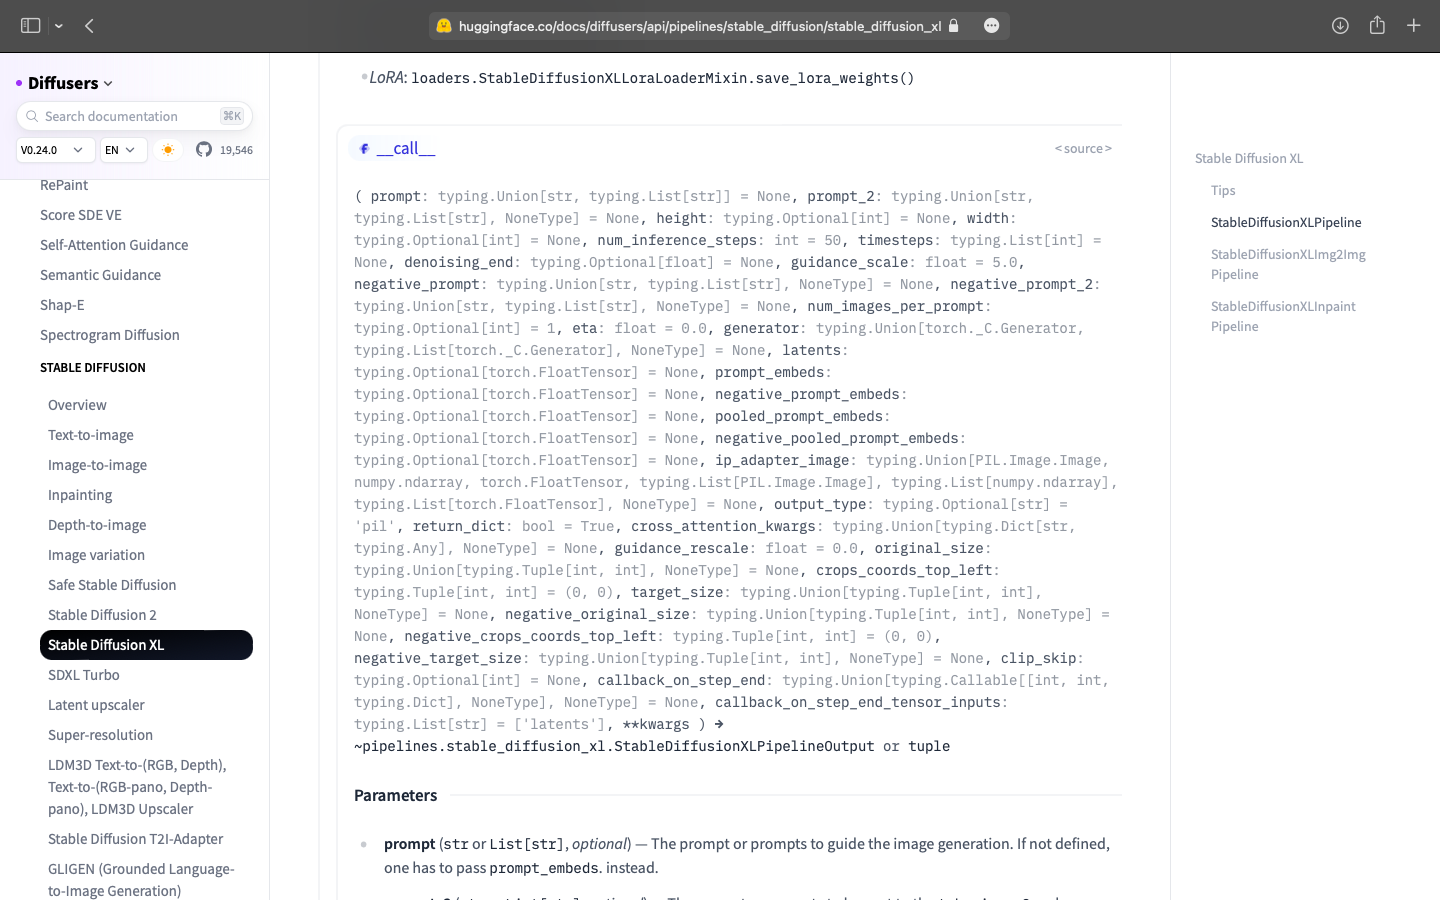 huggingface.co/docs/diffusers/api/pipelines/stable_diffusion/stable_diffusion_xl
Diffusers
Search documentation
⌘K
V0.24.0
EN
19,546
RePaint
Score SDE VE
Self-Attention Guidance
Semantic Guidance
Shap-E
Spectrogram Diffusion
STABLE DIFFUSION
Overview
Text-to-image
Image-to-image
Inpainting
Depth-to-image
Image variation
Safe Stable Diffusion
Stable Diffusion 2
Stable Diffusion XL
SDXL Turbo
Latent upscaler
Super-resolution
LDM3D Text-to-(RGB, Depth),
Text-to-(RGB-pano, Depth-
pano), LDM3D Upscaler
Stable Diffusion T2I-Adapter
GLIGEN (Grounded Language-
to-Image Generation)
LoRA: loaders.StableDiffusionXLLoraLoaderMixin.save_lora_weights()
__call__
<source>
( prompt: typing.Union[str, typing.List[str]] = None, prompt_2: typing.Union[str,
typing.List[str], NoneType] = None, height: typing.Optional[int] = None, width:
typing.Optional[int] = None, num_inference_steps: int = 50, timesteps: typing.List[int] =
None, denoising_end: typing.Optional[float] = None, guidance_scale: float = 5.0,
negative_prompt: typing.Union[str, typing.List[str], NoneType] = None, negative_prompt_2:
typing.Union[str, typing.List[str], NoneType] = None, num_images_per_prompt:
typing.Optional[int] = 1, eta: float = 0.0, generator: typing.Union[torch._C.Generator,
typing.List[torch._C.Generator], NoneType] = None, latents:
typing.Optional[torch.FloatTensor] = None, prompt_embeds:
typing.Optional[torch.FloatTensor] = None, negative_prompt_embeds:
typing.Optional[torch.FloatTensor] = None, pooled_prompt_embeds:
typing.Optional[torch.FloatTensor] = None, negative_pooled_prompt_embeds:
typing.Optional[torch.FloatTensor] = None, ip_adapter_image: typing.Union[PIL.Image.Image,
numpy.ndarray, torch.FloatTensor, typing.List[PIL.Image.Image], typing.List[numpy.ndarray],
typing.List[torch.FloatTensor], NoneType] = None, output_type: typing.Optional[str] =
'pil', return_dict: bool = True, cross_attention_kwargs: typing.Union[typing.Dict[str,
typing.Any], NoneType] = None, guidance_rescale: float = 0.0, original_size:
typing.Union[typing.Tuple[int, int], NoneType] = None, crops_coords_top_left:
typing.Tuple[int, int] = (0, 0), target_size: typing.Union[typing.Tuple[int, int],
NoneType] = None, negative_original_size: typing.Union[typing.Tuple[int, int], NoneType] =
None, negative_crops_coords_top_left: typing.Tuple[int, int] = (0, 0),
negative_target_size: typing.Union[typing.Tuple[int, int], NoneType] = None, clip_skip:
typing.Optional[int] = None, callback_on_step_end: typing.Union[typing.Callable[[int, int,
typing.Dict], NoneType], NoneType] = None, callback_on_step_end_tensor_inputs:
typing.List[str] = ['latents'], **kwargs ) →
~pipelines.stable_diffusion_xl.StableDiffusionXLPipelineOutput or tuple
Parameters
prompt (str or List[str], optional) — The prompt or prompts to guide the image generation. If not defined,
one has to pass prompt_embeds. instead.
Stable Diffusion XL
Tips
StableDiffusionXLPipeline
StableDiffusionXLImg2Img
Pipeline
StableDiffusionXLInpaint
Pipeline